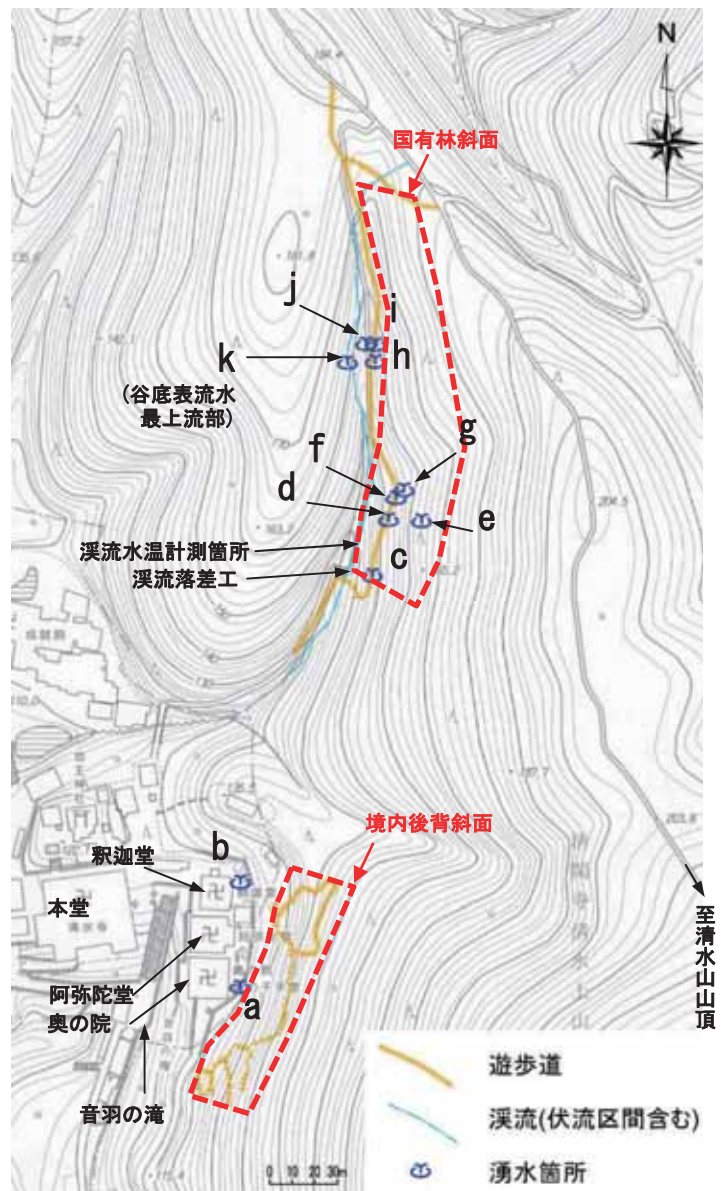 N
国有林斜面
j
i
k
h
(谷底表流水
最上流部)
g
f
d
e
渓流水温計測箇所
c
渓流落差工
204.5
境内後背斜面
b
釈迦堂
本堂
阿弥陀堂
a
奥の院
音羽の滝
至清水山山頂
遊歩道
渓流(伏流区間含む)
湧水箇所
0 10 20 30m